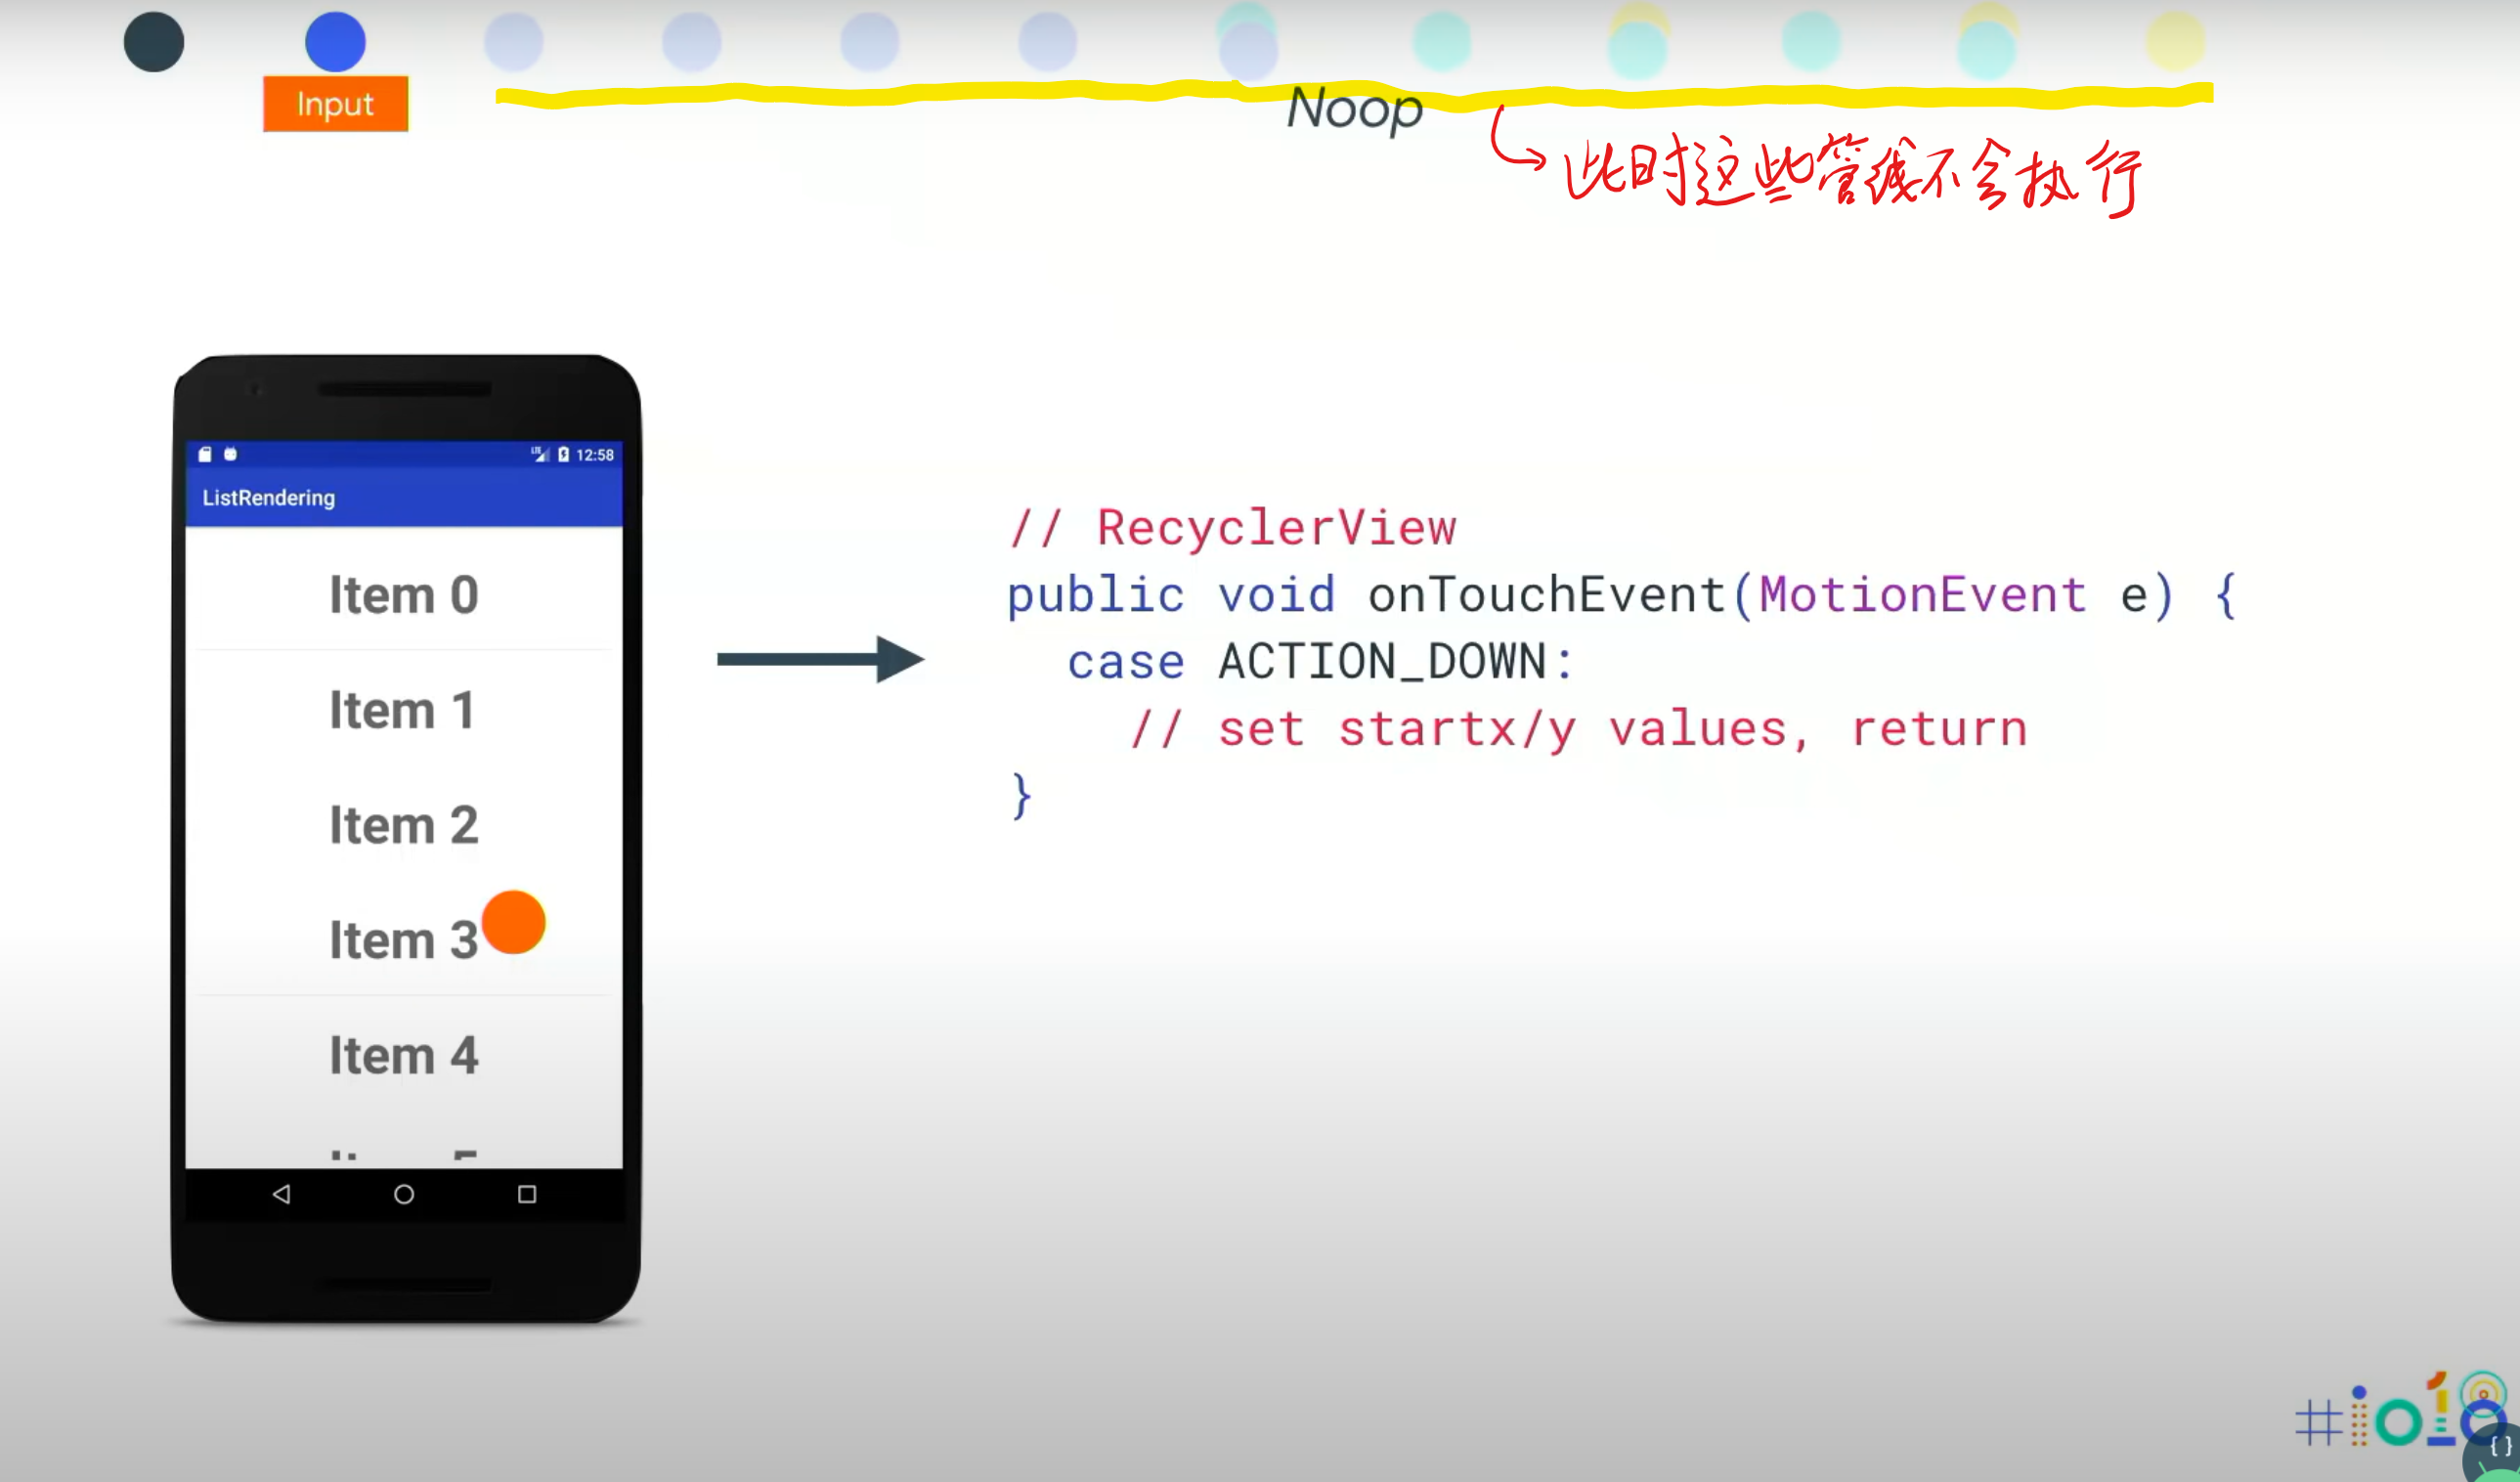 Input
Noop
此时这些管线不会执行
12:58
ListRendering
Item 0
Item 1
Item 2
Item 3
Item 4
// RecyclerView
public void onTouchEvent(MotionEvent e) {
case ACTION_DOWN:
// set startx/y values, return
}
#io18
{}